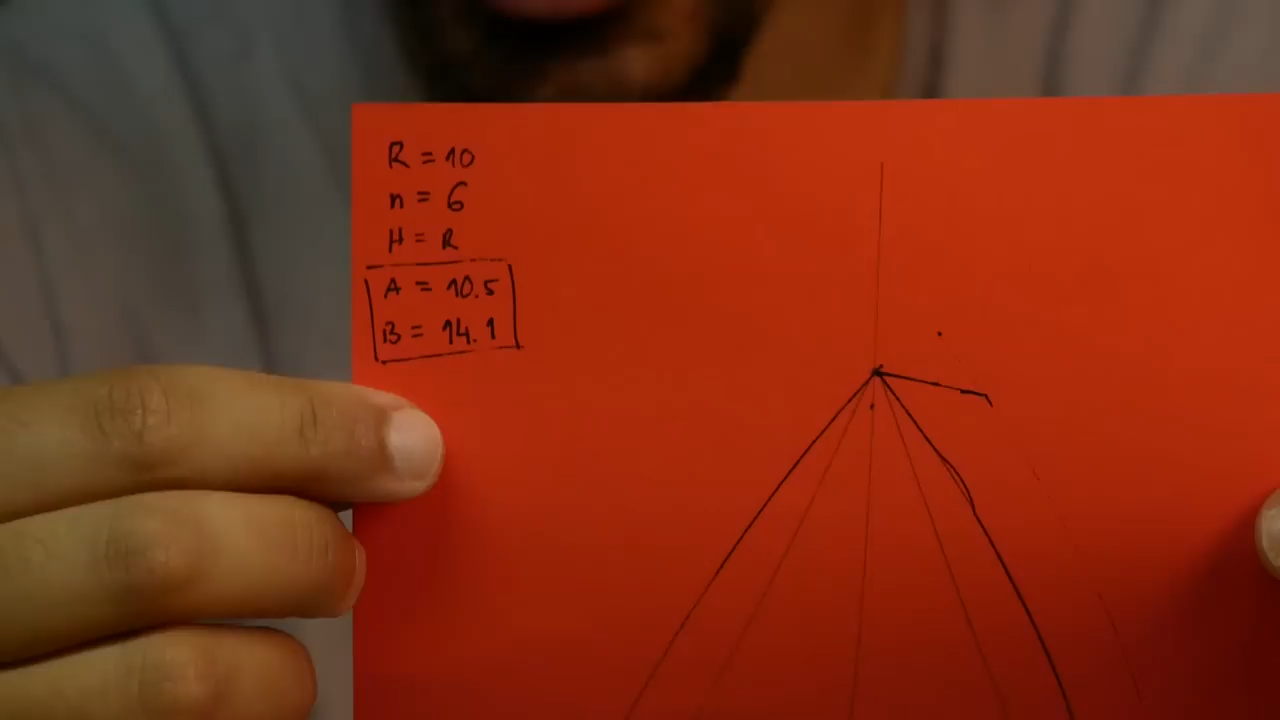 R = 10
n = 6
H = R
A = 10.5
B = 14.1